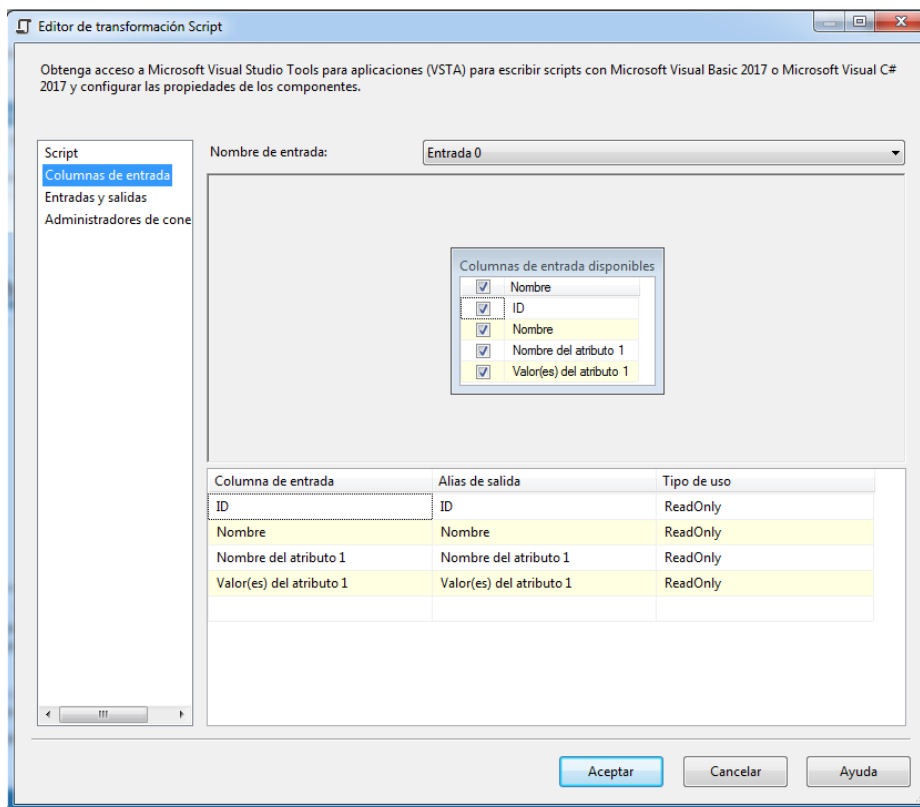 Editor de transformación Script
Obtenga acceso a Microsoft Visual Studio Tools para aplicaciones (VSTA) para escribir scripts con Microsoft Visual Basic 2017 o Microsoft Visual C#
2017 y configurar las propiedades de los componentes.
Script
Columnas de entrada
Entradas y salidas
Administradores de cone
Nombre de entrada: Entrada 0
Columnas de entrada disponibles
Nombre
ID
Nombre
Nombre del atributo 1
Valor(es) del atributo 1
Columna de entrada Alias de salida Tipo de uso
ID ID ReadOnly
Nombre Nombre ReadOnly
Nombre del atributo 1 Nombre del atributo 1 ReadOnly
Valor(es) del atributo 1 Valor(es) del atributo 1 ReadOnly
Aceptar Cancelar Ayuda